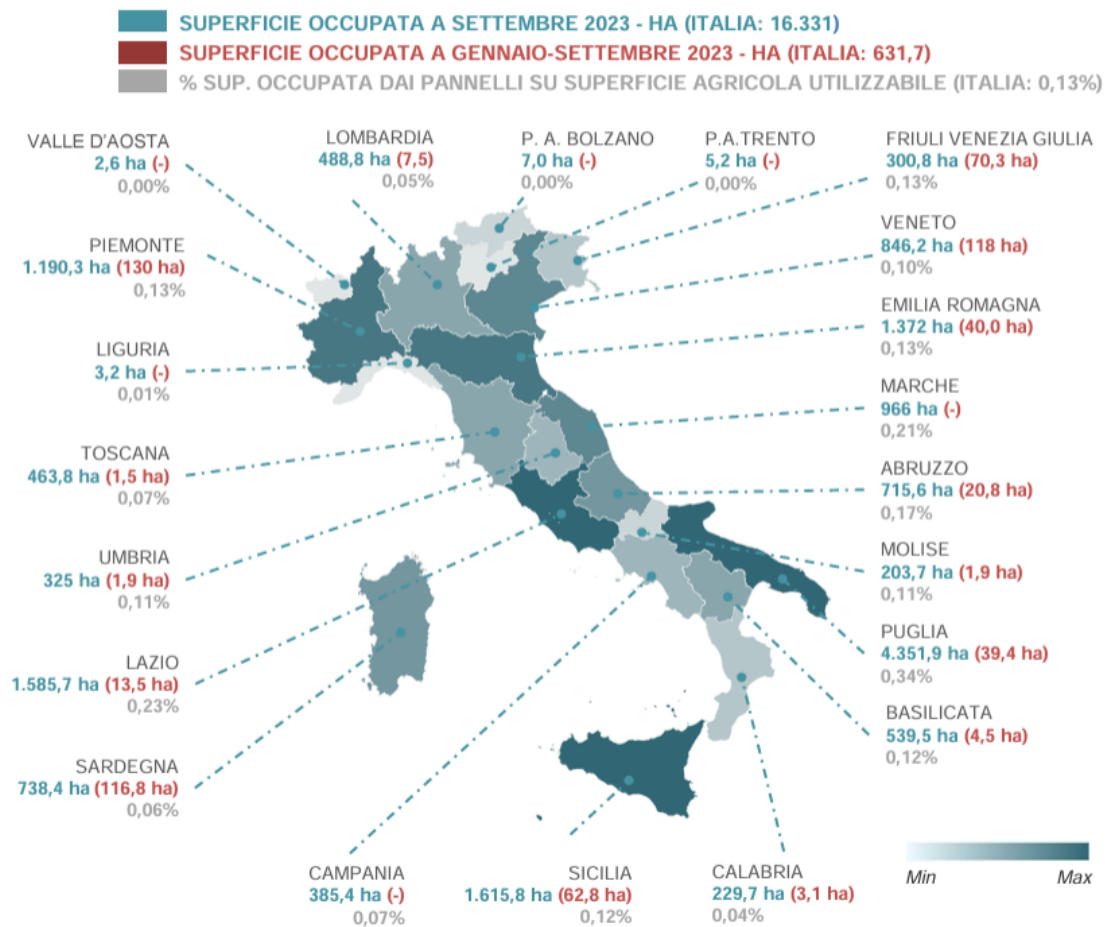 SUPERFICIE OCCUPATA A SETTEMBRE 2023 - HA (ITALIA: 16.331)
SUPERFICIE OCCUPATA A GENNAIO-SETTEMBRE 2023 - HA (ITALIA: 631,7)
% SUP. OCCUPATA DAI PANNELLI SU SUPERFICIE AGRICOLA UTILIZZABILE (ITALIA: 0,13%)
VALLE D'AOSTA
2,6 ha (-)
0,00%
LOMBARDIA
488,8 ha (7,5)
0,05%
P. A. BOLZANO
7,0 ha (-)
0,00%
P.A.TRENTO
5,2 ha (-)
0,00%
FRIULI VENEZIA GIULIA
300,8 ha (70,3 ha)
0,13%
PIEMONTE
1.190,3 ha (130 ha)
0,13%
VENETO
846,2 ha (118 ha)
0,10%
EMILIA ROMAGNA
1.372 ha (40,0 ha)
0,13%
LIGURIA
3,2 ha (-)
0,01%
MARCHE
966 ha (-)
0,21%
TOSCANA
463,8 ha (1,5 ha)
0,07%
ABRUZZO
715,6 ha (20,8 ha)
0,17%
UMBRIA
325 ha (1,9 ha)
0,11%
MOLISE
203,7 ha (1,9 ha)
0,11%
LAZIO
1.585,7 ha (13,5 ha)
0,23%
PUGLIA
4.351,9 ha (39,4 ha)
0,34%
BASILICATA
539,5 ha (4,5 ha)
0,12%
SARDEGNA
738,4 ha (116,8 ha)
0,06%
CAMPANIA
385,4 ha (-)
0,07%
SICILIA
1.615,8 ha (62,8 ha)
0,12%
CALABRIA
229,7 ha (3,1 ha)
0,04%
Min Max